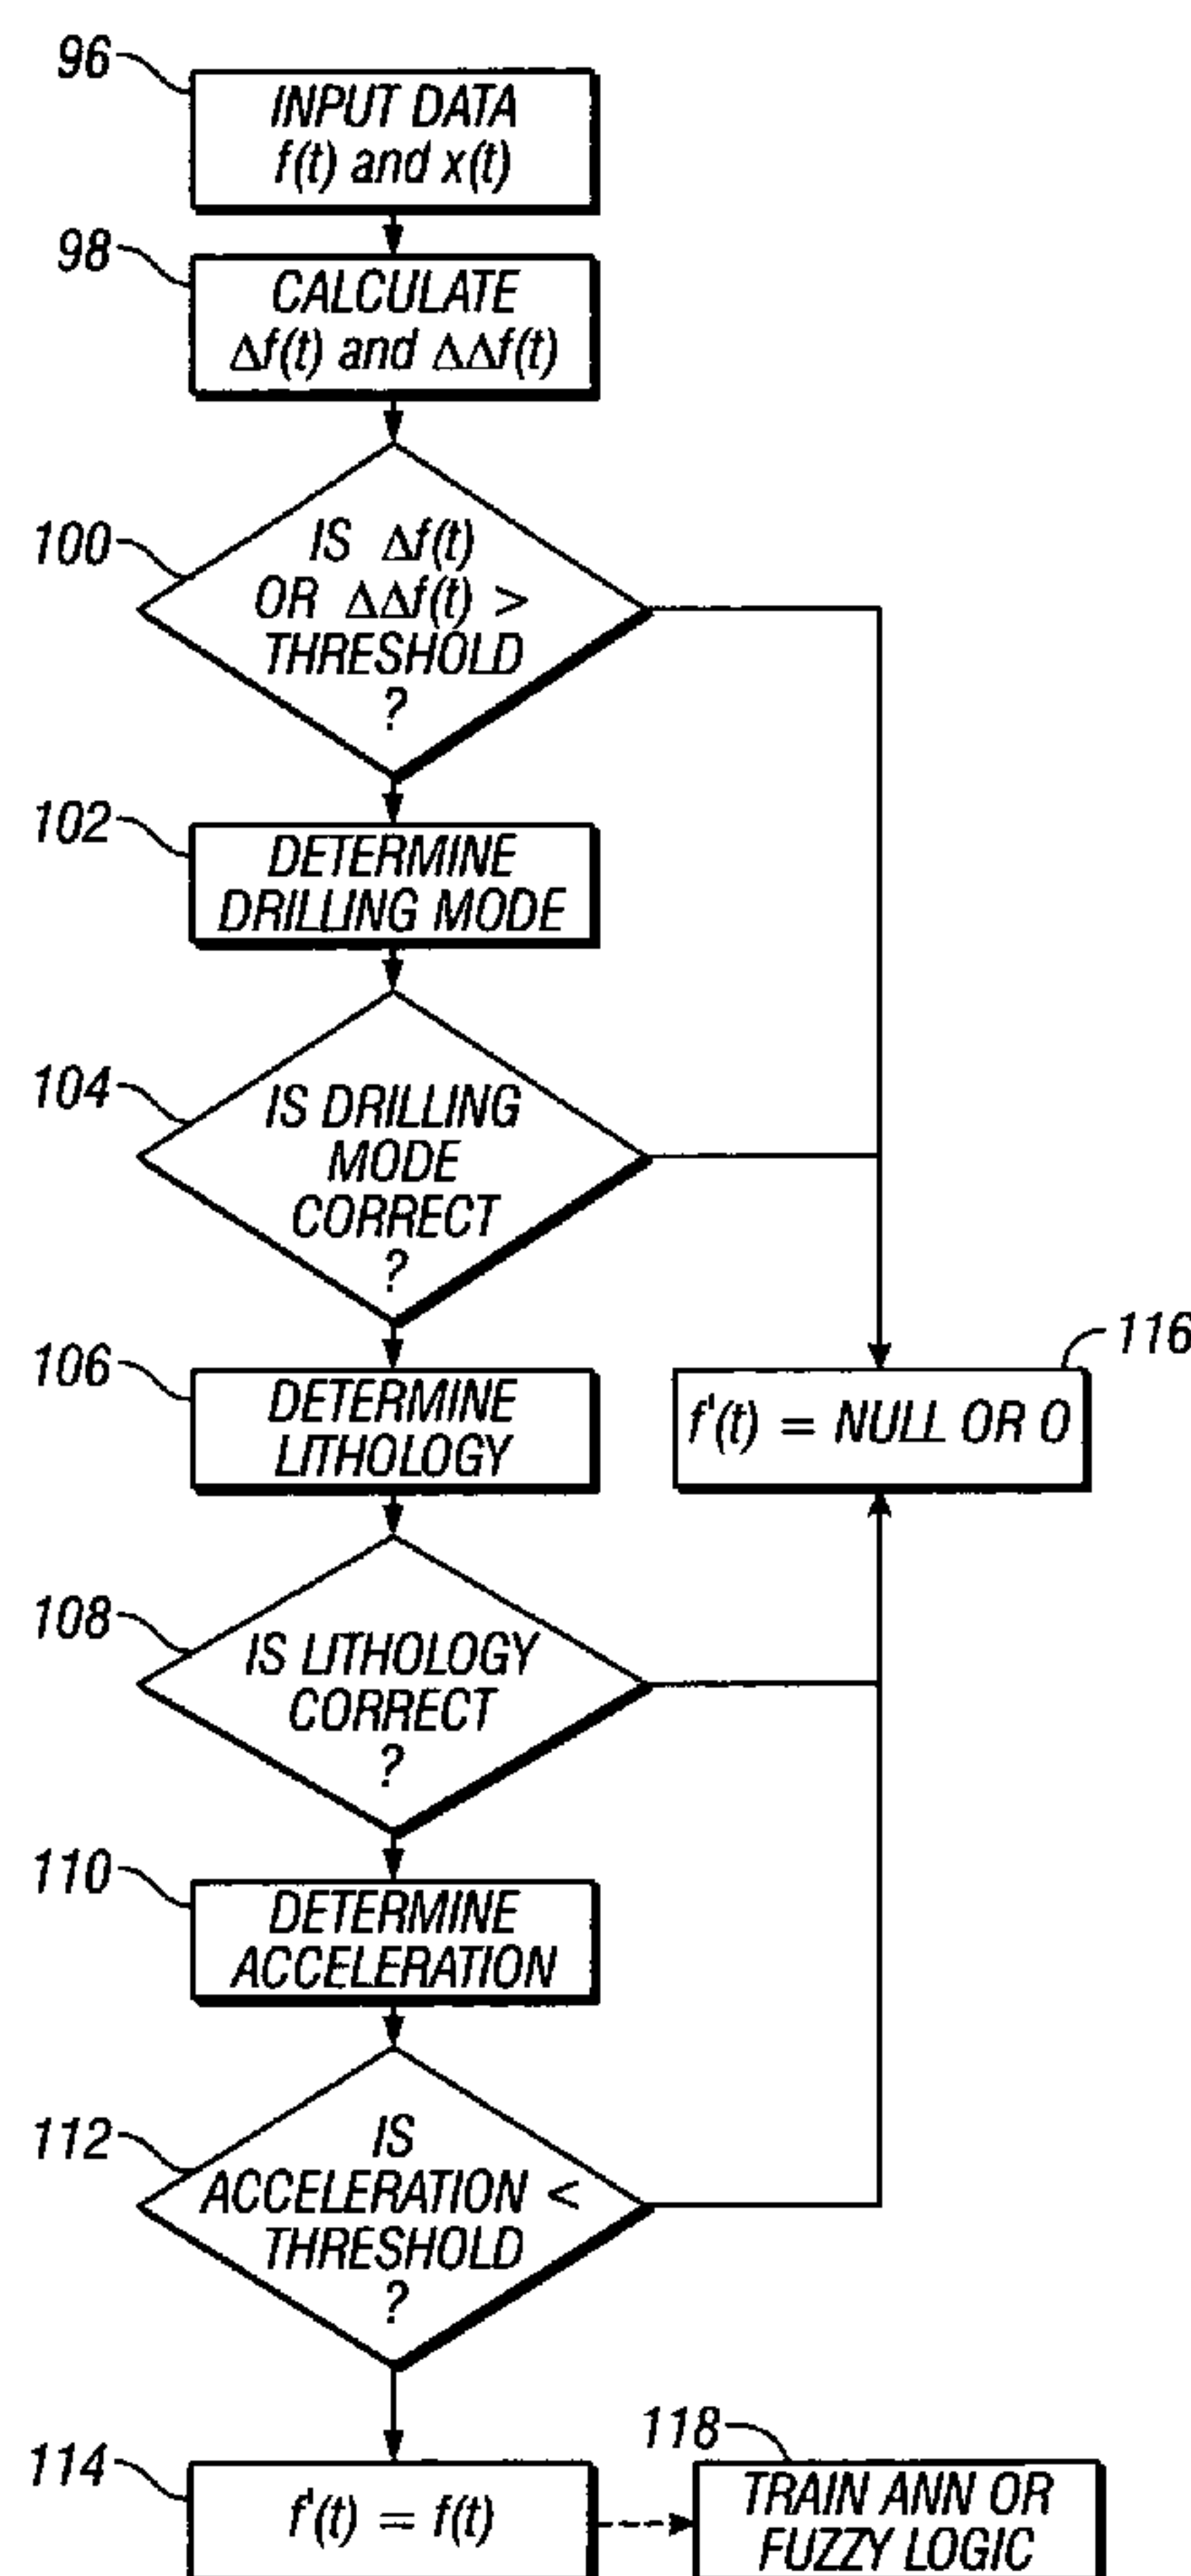 96
INPUT DATA
f(t) and x(t)
98
CALCULATE
Δf(t) and ΔΔf(t)
100
IS Δf(t)
OR ΔΔf(t) >
THRESHOLD
?
102
DETERMINE
DRILLING MODE
104
IS DRILLING
MODE
CORRECT
?
106
DETERMINE
LITHOLOGY
116
f'(t) = NULL OR O
108
IS LITHOLOGY
CORRECT
?
110
DETERMINE
ACCELERATION
112
IS
ACCELERATION <
THRESHOLD
?
114
f'(t) = f(t)
118
TRAIN ANN OR
FUZZY LOGIC